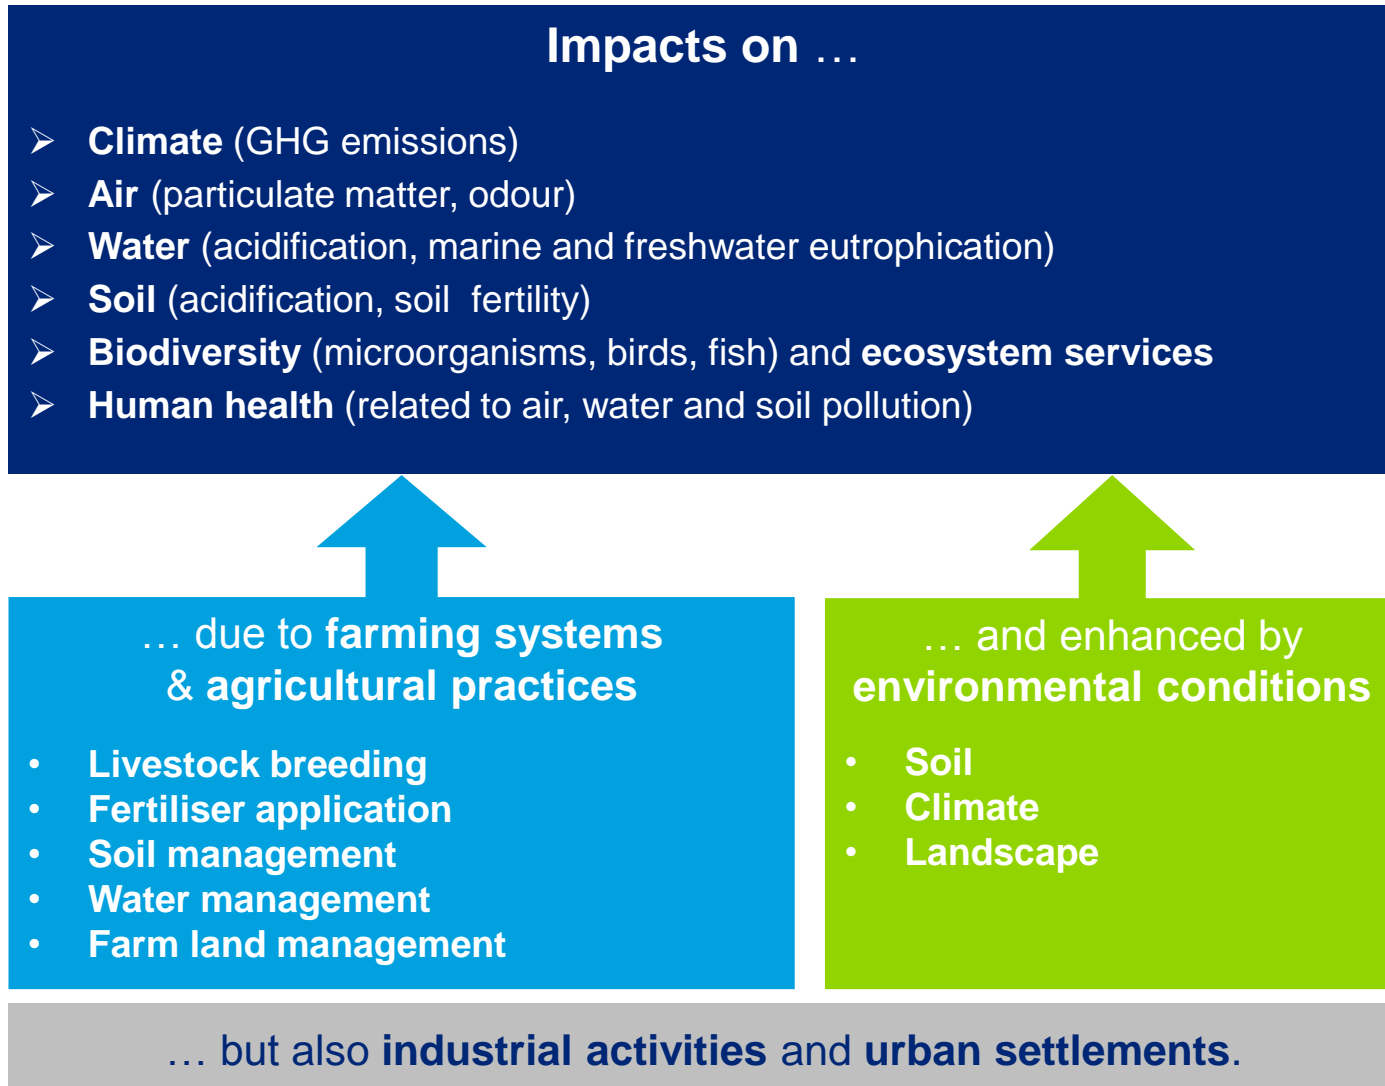 Impacts on …
➢ Climate (GHG emissions)
➢ Air (particulate matter, odour)
➢ Water (acidification, marine and freshwater eutrophication)
➢ Soil (acidification, soil  fertility)
➢ Biodiversity (microorganisms, birds, fish) and ecosystem services
➢ Human health (related to air, water and soil pollution)
… due to farming systems
& agricultural practices
• Livestock breeding
• Fertiliser application
• Soil management
• Water management
• Farm land management
… and enhanced by
environmental conditions
• Soil
• Climate
• Landscape
… but also industrial activities and urban settlements.